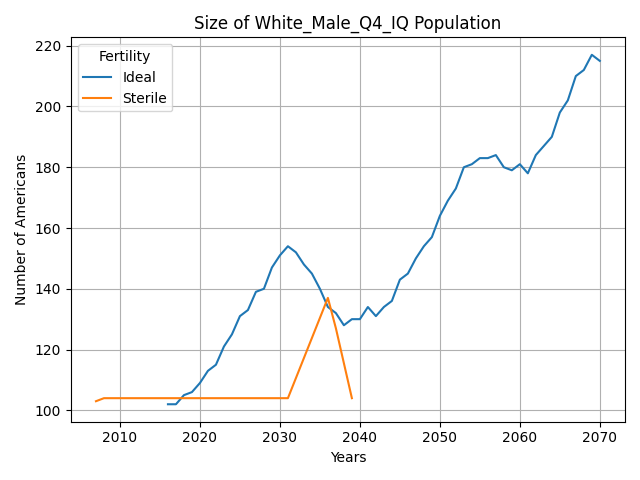 Size of White_Male_Q4_IQ Population
Fertility
Ideal
Sterile
Number of Americans
220
200
180
160
140
120
100
2010
2020
2030
2040
2050
2060
2070
Years